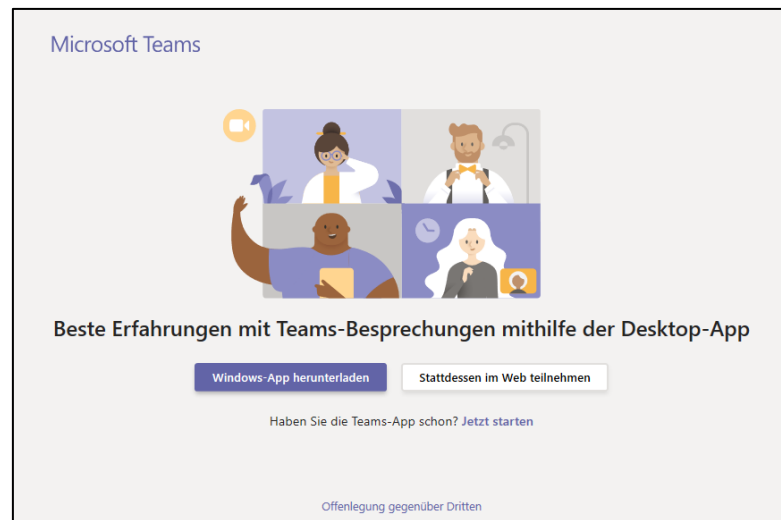 Microsoft Teams
Beste Erfahrungen mit Teams-Besprechungen mithilfe der Desktop-App
Windows-App herunterladen
Stattdessen im Web teilnehmen
Haben Sie die Teams-App schon? Jetzt starten
Offenlegung gegenüber Dritten